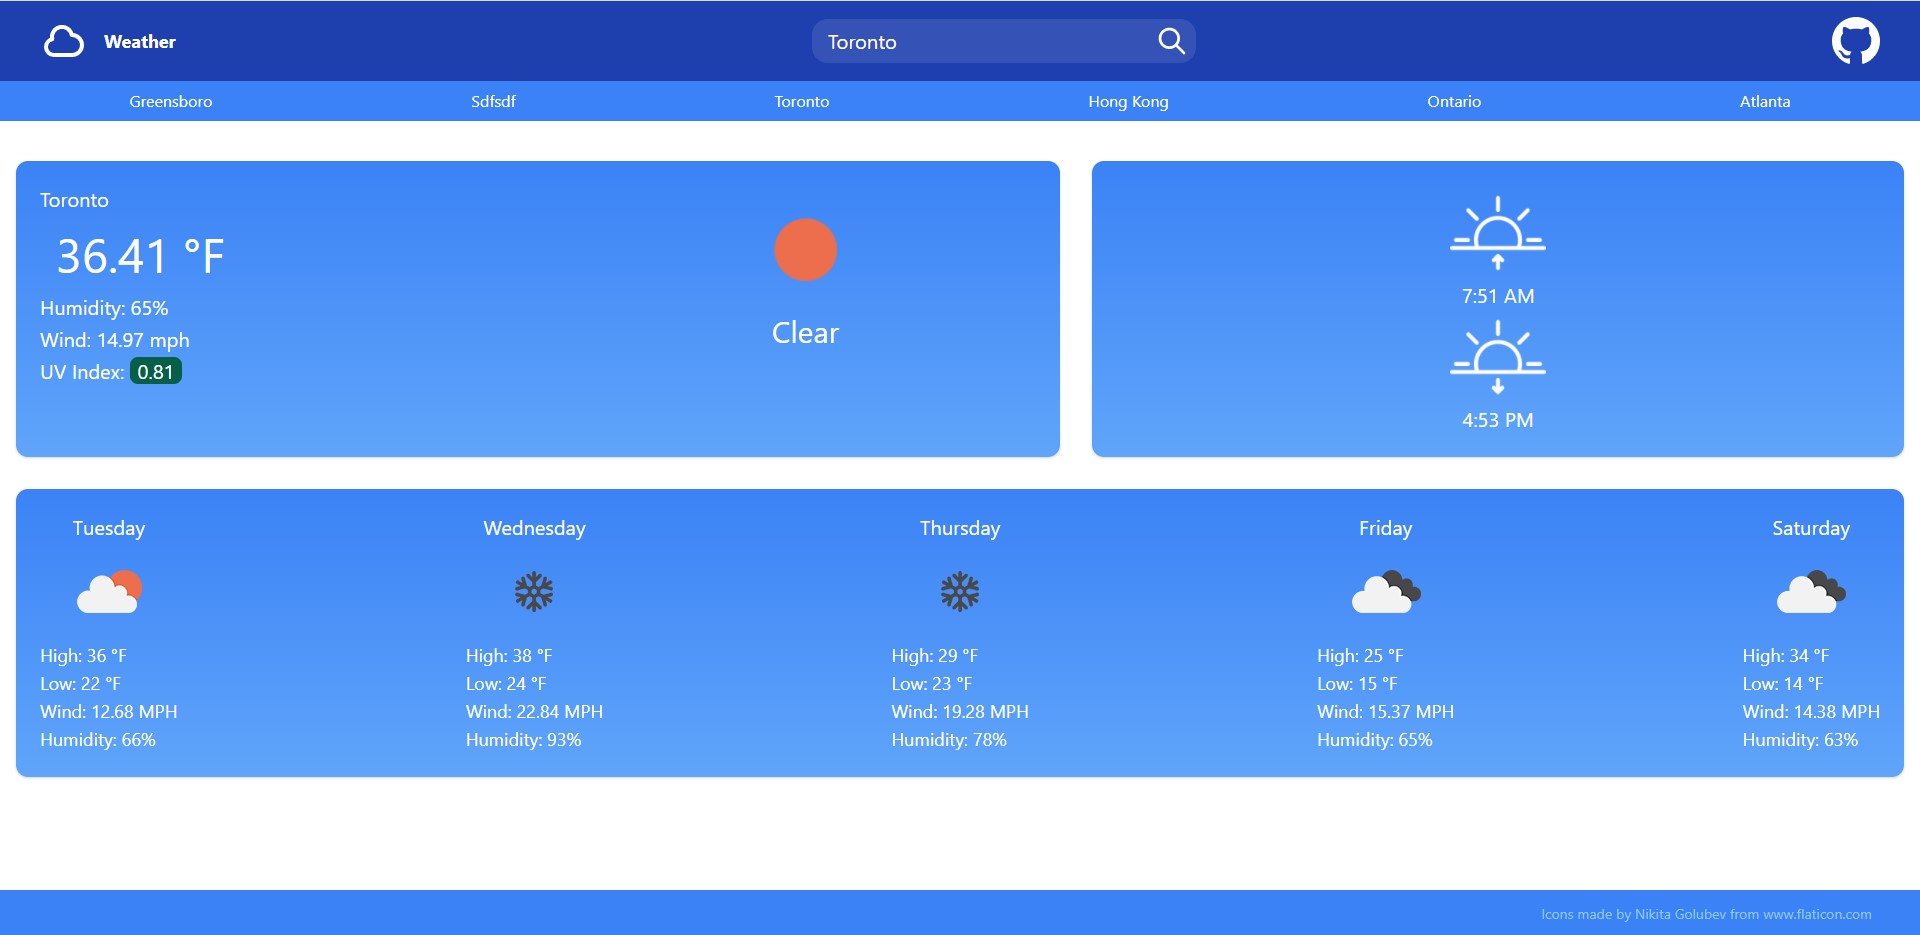 Weather
Toronto
Greensboro Sdfsdf Toronto Hong Kong Ontario Atlanta
Toronto
36.41 °F
Humidity: 65%
Wind: 14.97 mph
UV Index: 0.81
Clear
7:51 AM
4:53 PM
Tuesday
High: 36 °F
Low: 22 °F
Wind: 12.68 MPH
Humidity: 66%
Wednesday
High: 38 °F
Low: 24 °F
Wind: 22.84 MPH
Humidity: 93%
Thursday
High: 29 °F
Low: 23 °F
Wind: 19.28 MPH
Humidity: 78%
Friday
High: 25 °F
Low: 15 °F
Wind: 15.37 MPH
Humidity: 65%
Saturday
High: 34 °F
Low: 14 °F
Wind: 14.38 MPH
Humidity: 63%
Icons made by Nikita Golubev from www.flaticon.com